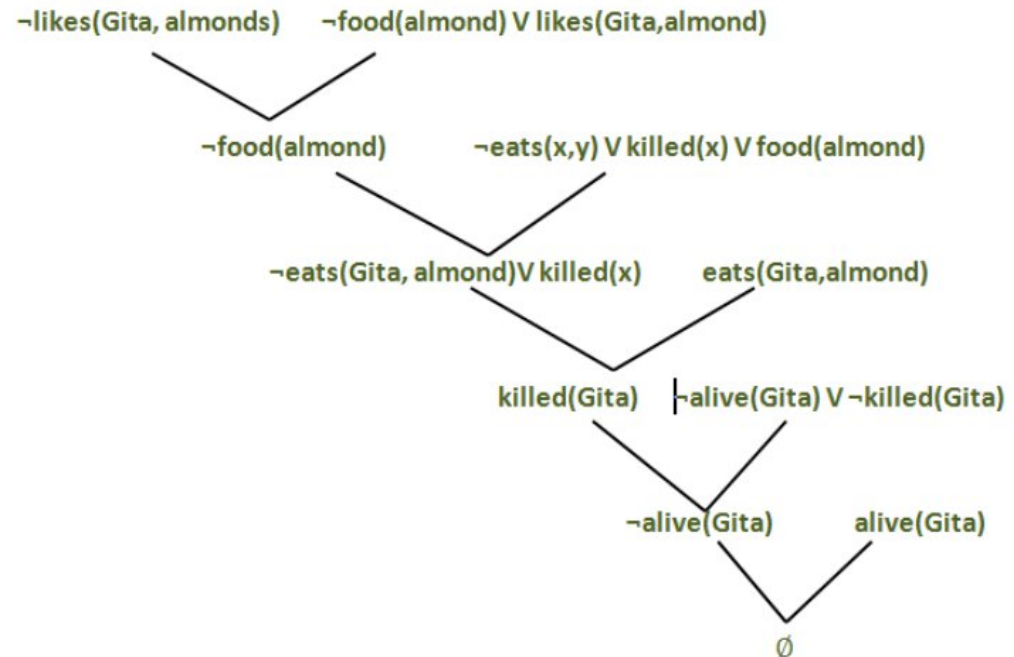 ¬likes(Gita, almonds) ¬food(almond) V likes(Gita,almond)
¬food(almond) ¬eats(x,y) V killed(x) V food(almond)
¬eats(Gita, almond)V killed(x) eats(Gita,almond)
killed(Gita) ¬alive(Gita) V ¬killed(Gita)
¬alive(Gita) alive(Gita)
∅